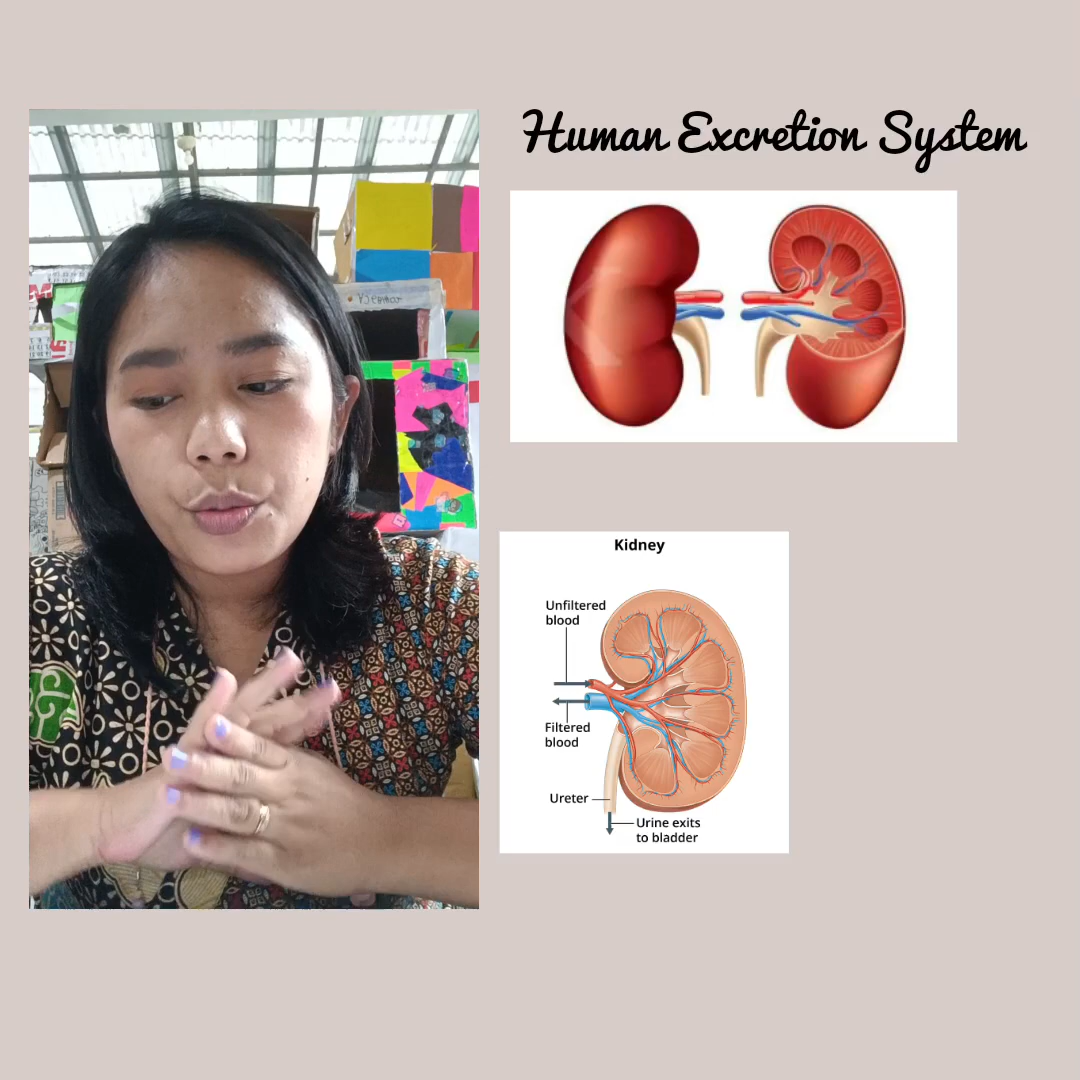 Human Excretion System
Kidney
Unfiltered
blood
Filtered
blood
Ureter
Urine exits
to bladder